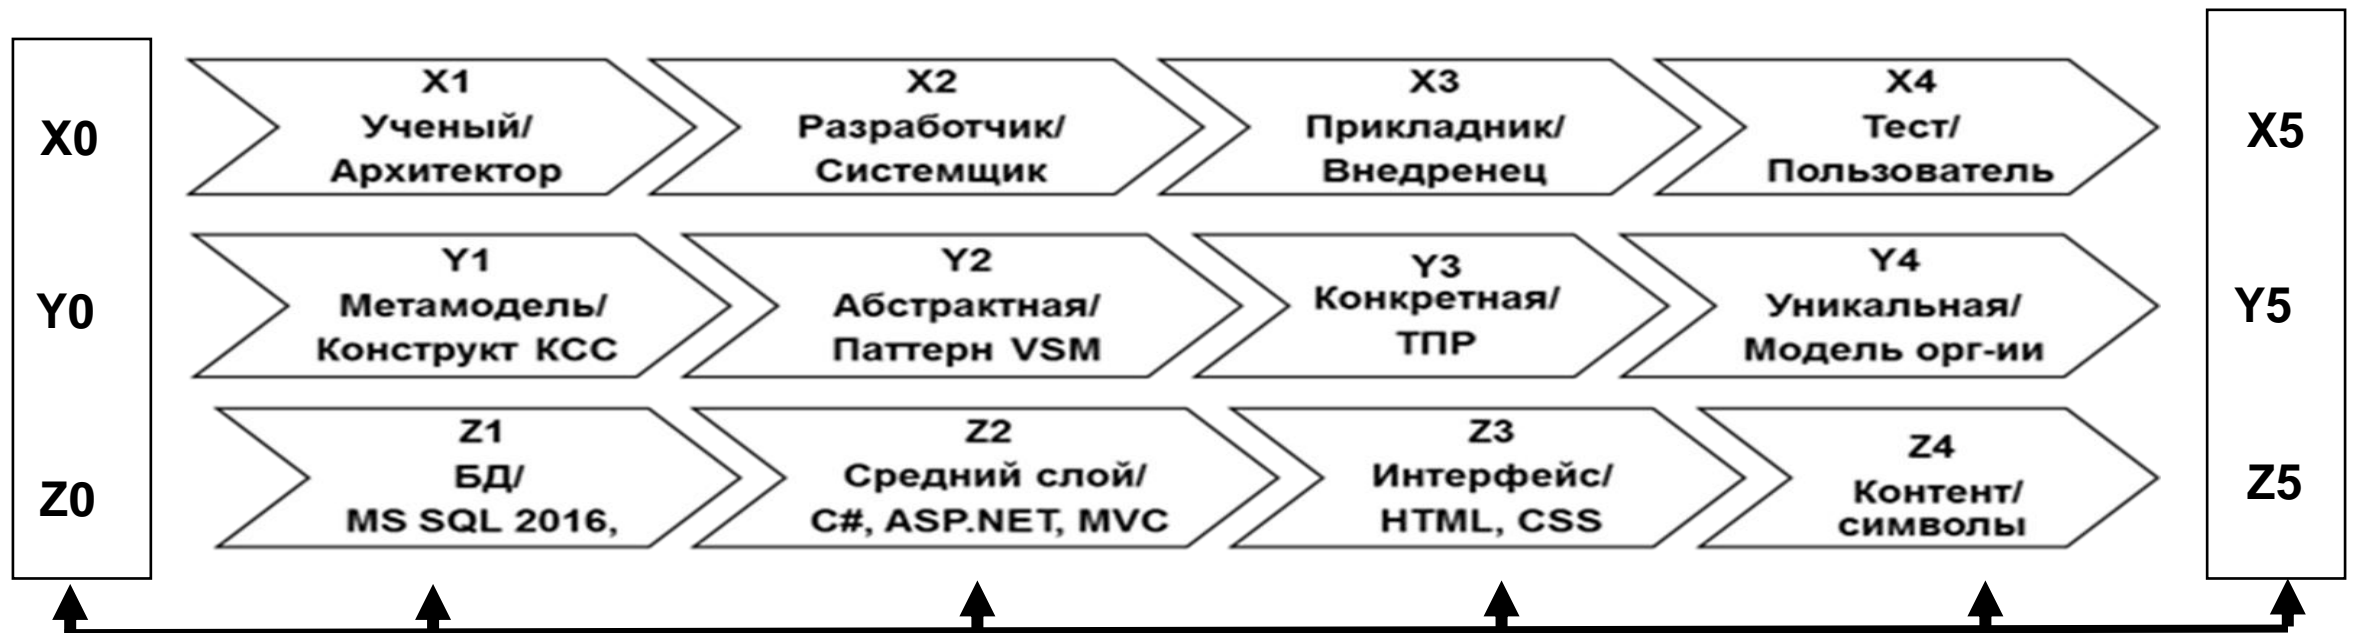 X0
X1
Ученый/
Архитектор
X2
Разработчик/
Системщик
X3
Прикладник/
Внедренец
X4
Тест/
Пользователь
X5
Y0
Y1
Метамодель/
Конструкт КСС
Y2
Абстрактная/
Паттерн VSM
Y3
Конкретная/
ТПР
Y4
Уникальная/
Модель орг-ии
Y5
Z0
Z1
БД/
MS SQL 2016,
Z2
Средний слой/
C#, ASP.NET, MVC
Z3
Интерфейс/
HTML, CSS
Z4
Контент/
символы
Z5